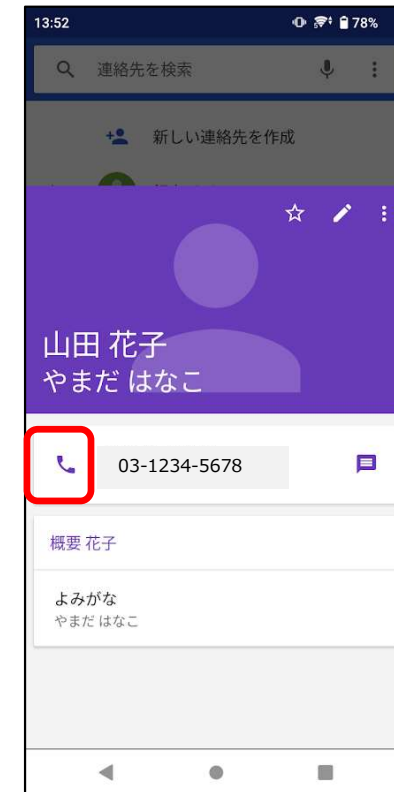 13:52
78%
連絡先を検索
新しい連絡先を作成
山田 花子
やまだ はなこ
03-1234-5678
概要 花子
よみがな
やまだ はなこ